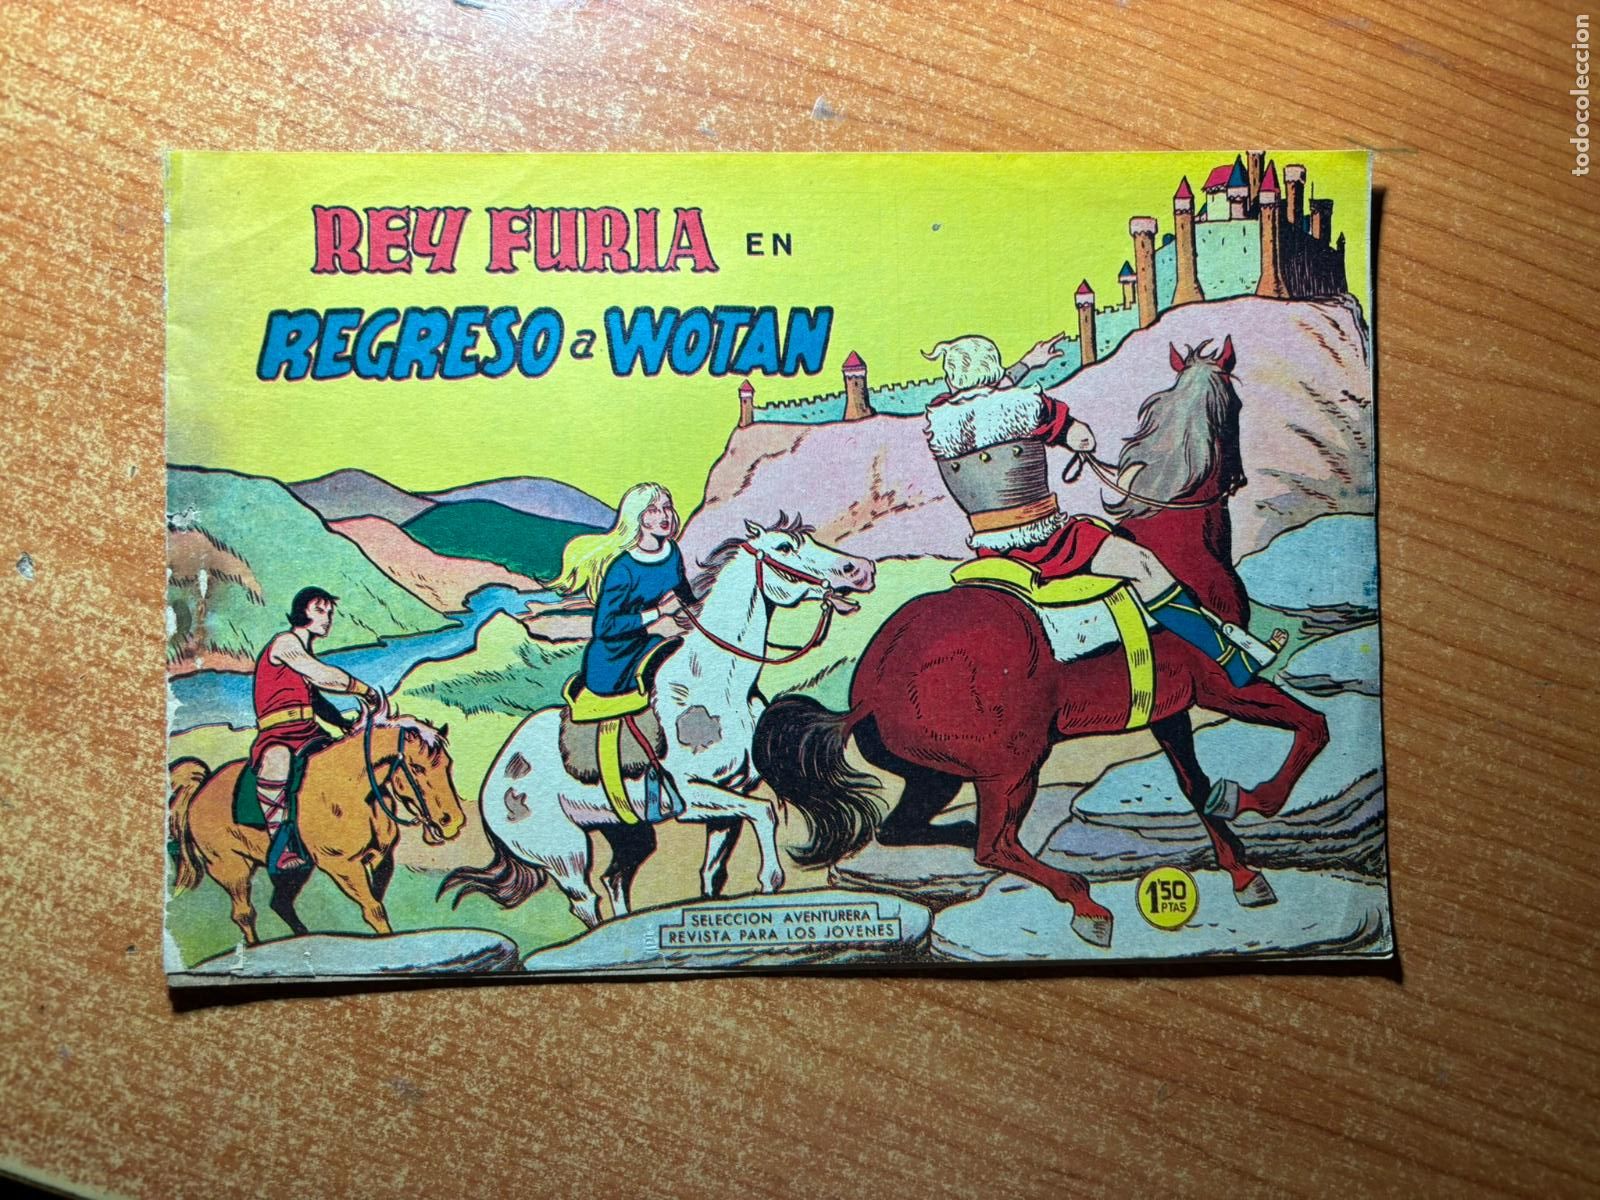 REY FURIA EN
REGRESO a WOTAN
1'50
PTAS
SELECCION AVENTURERA
REVISTA PARA LOS JOVENES
todocoleccion